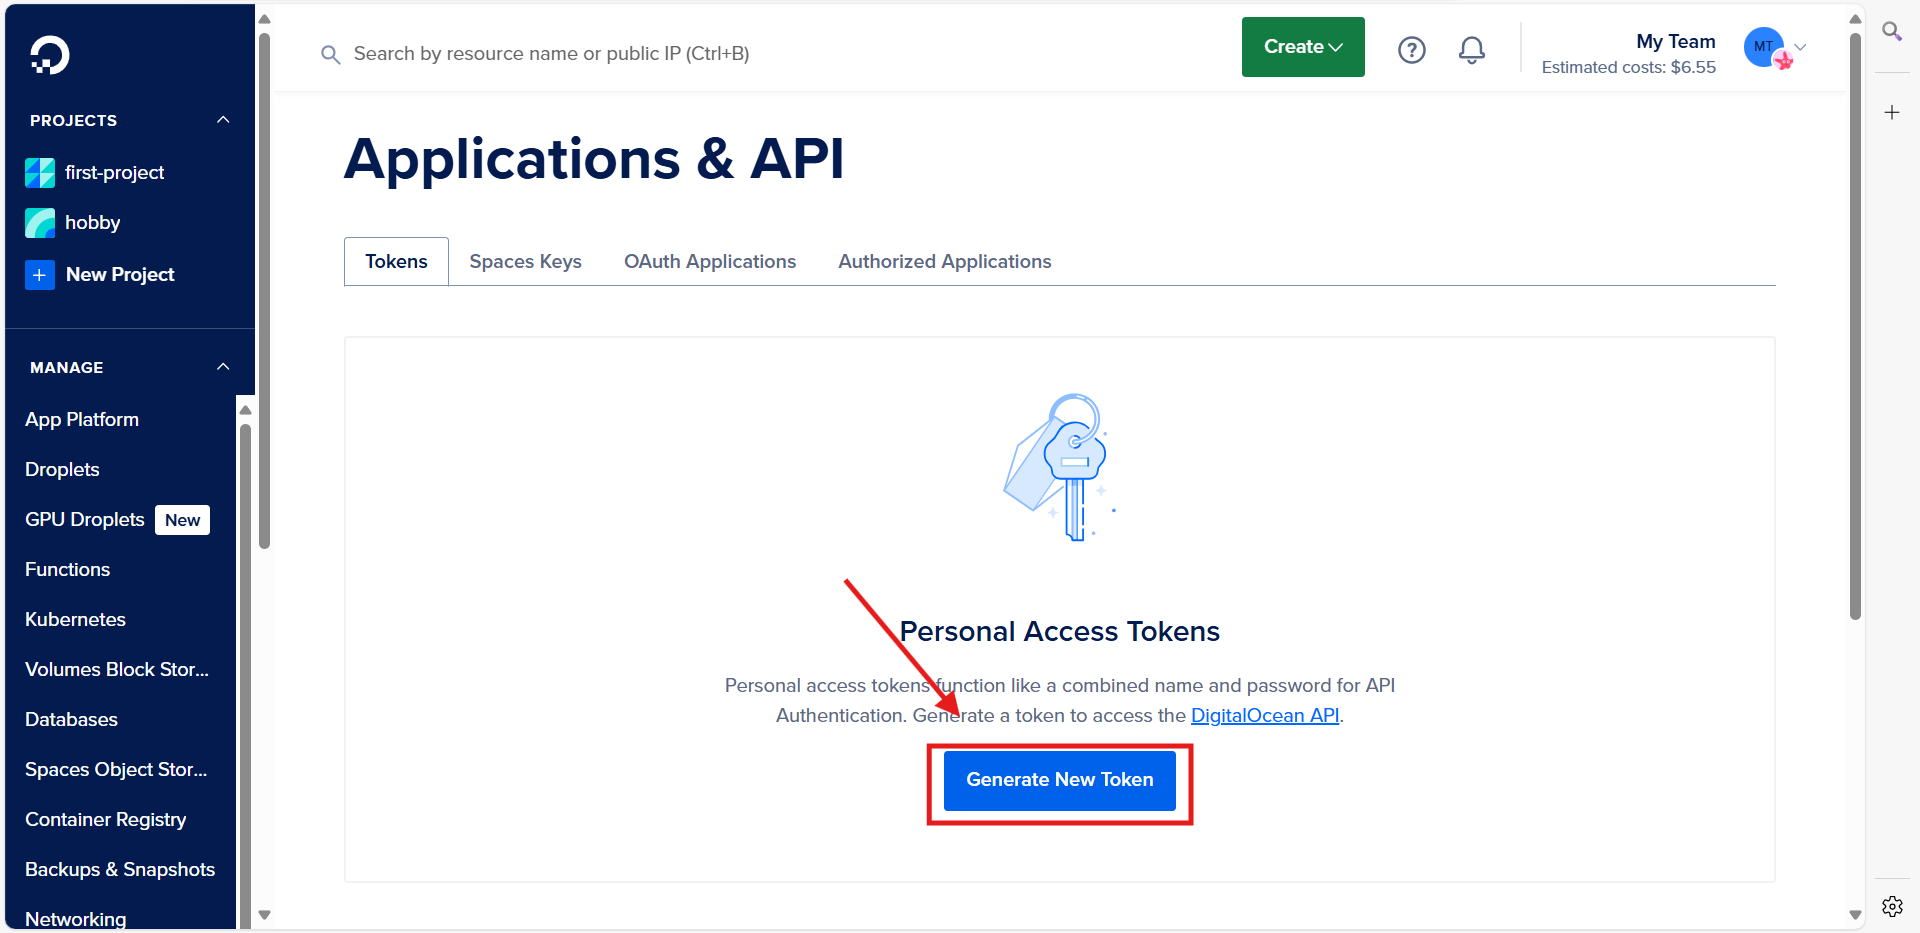 Search by resource name or public IP (Ctrl+B)
Create
My Team
Estimated costs: $6.55
MT
PROJECTS
first-project
hobby
New Project
MANAGE
App Platform
Droplets
GPU Droplets New
Functions
Kubernetes
Volumes Block Stor...
Databases
Spaces Object Stor...
Container Registry
Backups & Snapshots
Networking
Applications & API
Tokens Spaces Keys OAuth Applications Authorized Applications
Personal Access Tokens
Personal access tokens function like a combined name and password for API
Authentication. Generate a token to access the DigitalOcean API.
Generate New Token